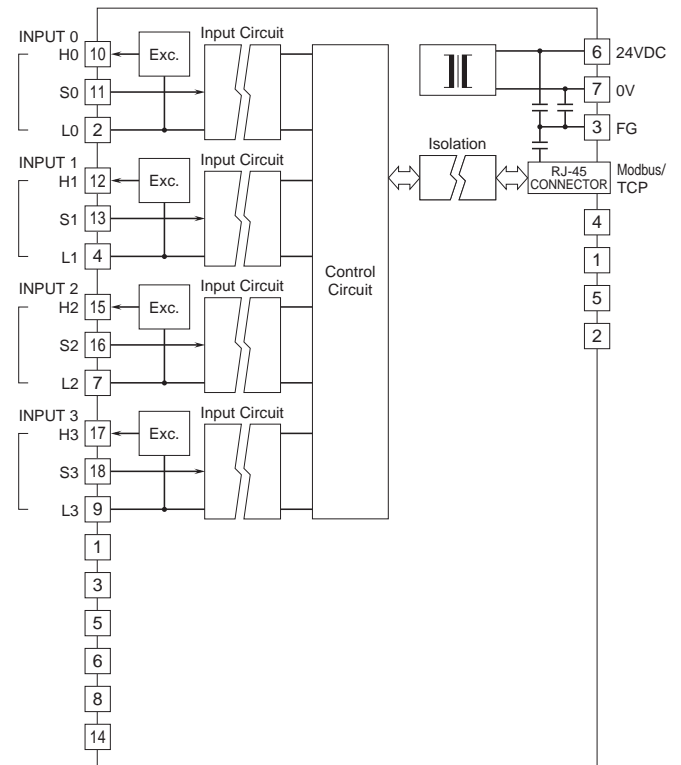 INPUT 0
H0 10 Exc. Input Circuit
S0 11
L0 2
INPUT 1
H1 12 Exc. Input Circuit
S1 13
L1 4
INPUT 2
H2 15 Exc. Input Circuit
S2 16
L2 7
INPUT 3
H3 17 Exc. Input Circuit
S3 18
L3 9
1
3
5
6
8
14
Control
Circuit
Isolation
6 24VDC
7 0V
3 FG
RJ-45
CONNECTOR
Modbus/
TCP
4
1
5
2